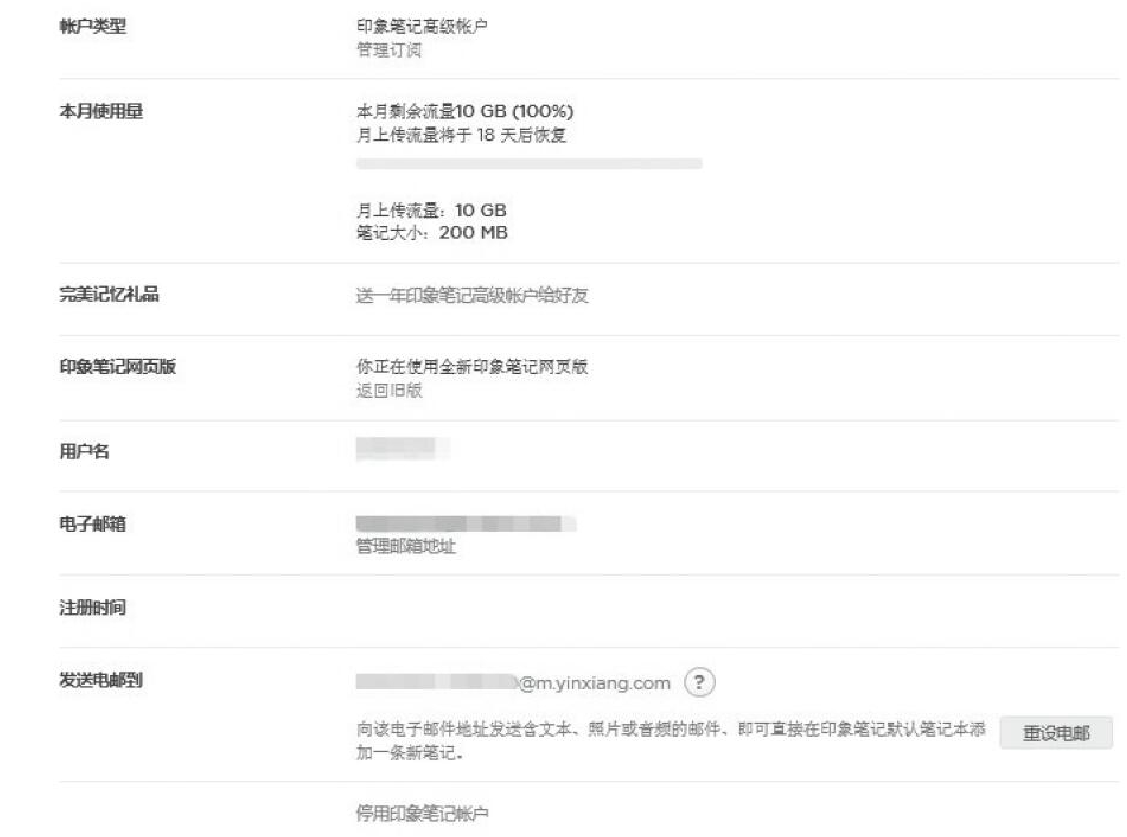 帐户类型
印象笔记高级帐户
管理订阅
本月使用量
本月剩余流量10 GB (100%)
月上传流量将于 18 天后恢复
月上传流量：10 GB
笔记大小：200 MB
完美记忆礼品
送一年印象笔记高级帐户给好友
印象笔记网页版
你正在使用全新印象笔记网页版
返回旧版
用户名
电子邮箱
管理邮箱地址
注册时间
发送电邮到
@m.yinxiang.com ?
向该电子邮件地址发送含文本、照片或音频的邮件、即可直接在印象笔记默认笔记本添
加一条新笔记。
重设电邮
停用印象笔记帐户